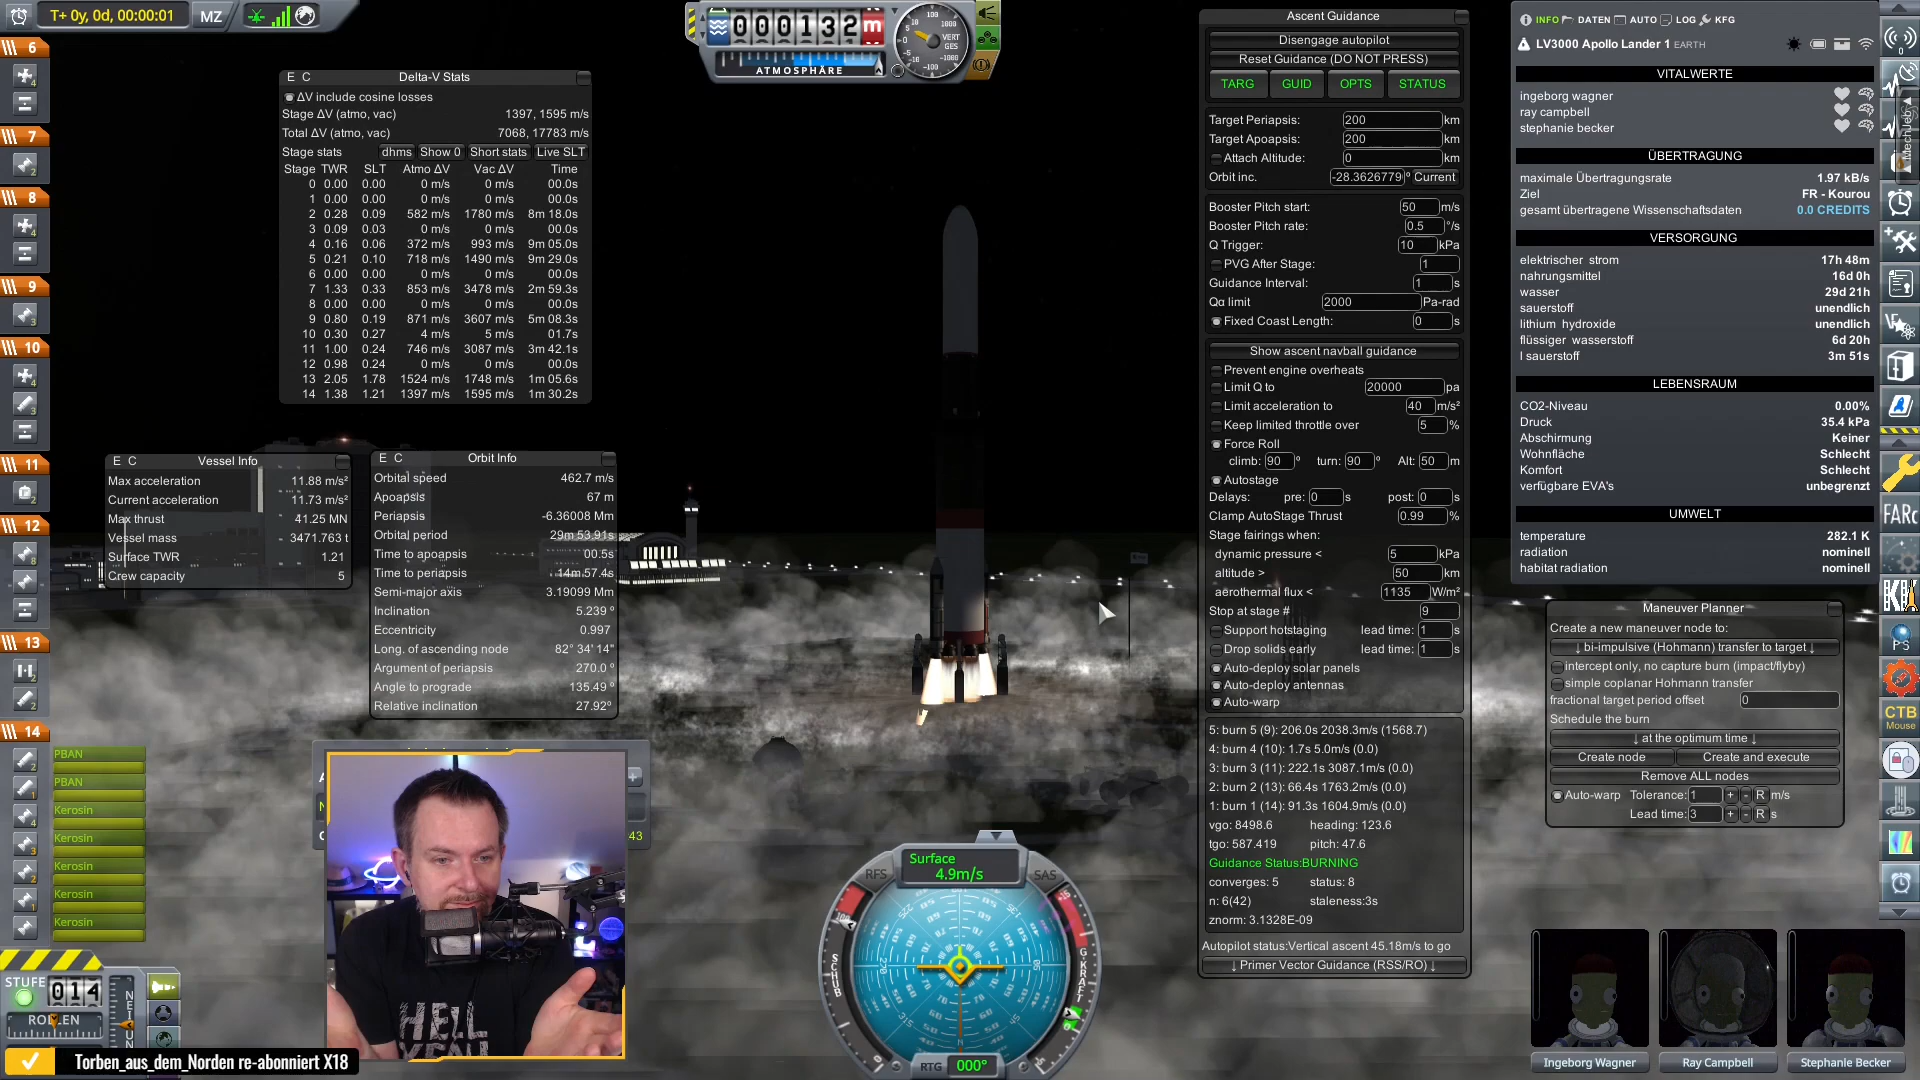 T+ 0y, 0d, 00:00:01
MZ
000132 m
ATMOSPHÄRE
VERT
GES
6
7
8
9
10
11
12
13
14
E C Delta-V Stats
ΔV include cosine losses
Stage ΔV (atmo, vac) 1397, 1595 m/s
Total ΔV (atmo, vac) 7068, 17783 m/s
Stage stats dhms Show 0 Short stats Live SLT
Stage TWR SLT Atmo ΔV Vac ΔV Time
0 0.00 0.00 0 m/s 0 m/s 00.0s
1 0.00 0.00 0 m/s 0 m/s 00.0s
2 0.28 0.09 582 m/s 1780 m/s 8m 18.0s
3 0.09 0.03 0 m/s 0 m/s 00.0s
4 0.16 0.06 372 m/s 993 m/s 9m 05.0s
5 0.21 0.10 718 m/s 1490 m/s 9m 29.0s
6 0.00 0.00 0 m/s 0 m/s 00.0s
7 1.33 0.33 853 m/s 3478 m/s 2m 59.3s
8 0.00 0.00 0 m/s 0 m/s 00.0s
9 0.80 0.19 871 m/s 3607 m/s 5m 08.3s
10 0.30 0.27 4 m/s 5 m/s 01.7s
11 1.00 0.24 746 m/s 3087 m/s 3m 42.1s
12 0.98 0.24 0 m/s 0 m/s 00.0s
13 2.05 1.78 1524 m/s 1748 m/s 1m 05.6s
14 1.38 1.21 1397 m/s 1595 m/s 1m 30.2s
E C Vessel Info
Max acceleration 11.88 m/s²
Current acceleration 11.73 m/s²
Max thrust 41.25 MN
Vessel mass 3471.763 t
Surface TWR 1.21
Crew capacity 5
E C Orbit Info
Orbital speed 462.7 m/s
Apoapsis 67 m
Periapsis -6.36008 Mm
Orbital period 29m 53.91s
Time to apoapsis 00.5s
Time to periapsis 14m 57.4s
Semi-major axis 3.19099 Mm
Inclination 5.239 º
Eccentricity 0.997
Long. of ascending node 82° 34' 14"
Argument of periapsis 270.0 º
Angle to prograde 135.49 º
Relative inclination 27.92º
PBAN
PBAN
Kerosin
Kerosin
Kerosin
Kerosin
Kerosin
STUFE
014
ROLLEN
43
HELL
YEAH
Torben_aus_dem_Norden re-abonniert X18
Surface
4.9m/s
RFS
SAS
SCHUB
G-KRAFT
RTG 000°
Ascent Guidance
Disengage autopilot
Reset Guidance (DO NOT PRESS)
TARG GUID OPTS STATUS
Target Periapsis: 200 km
Target Apoapsis: 200 km
Attach Altitude: 0 km
Orbit inc. -28.3626779 º Current
Booster Pitch start: 50 m/s
Booster Pitch rate: 0.5 °/s
Q Trigger: 10 kPa
PVG After Stage: 1
Guidance Interval: 1 s
Qα limit 2000 Pa-rad
Fixed Coast Length: 0 s
Show ascent navball guidance
Prevent engine overheats
Limit Q to 20000 pa
Limit acceleration to 40 m/s²
Keep limited throttle over 5 %
Force Roll
climb: 90 º turn: 90 º Alt: 50 m
Autostage
Delays: pre: 0 s post: 0 s
Clamp AutoStage Thrust 0.99 %
Stage fairings when:
dynamic pressure < 5 kPa
altitude > 50 km
aerothermal flux < 1135 W/m²
Stop at stage # 9
Support hotstaging lead time: 1 s
Drop solids early lead time: 1 s
Auto-deploy solar panels
Auto-deploy antennas
Auto-warp
5: burn 5 (9): 206.0s 2038.3m/s (1568.7)
4: burn 4 (10): 1.7s 5.0m/s (0.0)
3: burn 3 (11): 222.1s 3087.1m/s (0.0)
2: burn 2 (13): 66.4s 1763.2m/s (0.0)
1: burn 1 (14): 91.3s 1604.9m/s (0.0)
vgo: 8498.6 heading: 123.6
tgo: 587.419 pitch: 47.6
Guidance Status:BURNING
converges: 5 status: 8
n: 6(42) staleness:3s
znorm: 3.1328E-09
Autopilot status:Vertical ascent 45.18m/s to go
↓ Primer Vector Guidance (RSS/RO) ↓
INFO DATEN AUTO LOG KFG
LV3000 Apollo Lander 1 EARTH
VITALWERTE
ingeborg wagner
ray campbell
stephanie becker
ÜBERTRAGUNG
maximale Übertragungsrate 1.97 kB/s
Ziel FR - Kourou
gesamt übertragene Wissenschaftsdaten 0.0 CREDITS
VERSORGUNG
elektrischer strom 17h 48m
nahrungsmittel 16d 0h
wasser 29d 21h
sauerstoff unendlich
lithium hydroxide unendlich
flüssiger wasserstoff 6d 20h
l sauerstoff 3m 51s
LEBENSRAUM
CO2-Niveau 0.00%
Druck 35.4 kPa
Abschirmung Keiner
Wohnfläche Schlecht
Komfort Schlecht
verfügbare EVA's unbegrenzt
UMWELT
temperature 282.1 K
radiation nominell
habitat radiation nominell
Maneuver Planner
Create a new maneuver node to:
↓ bi-impulsive (Hohmann) transfer to target ↓
intercept only, no capture burn (impact/flyby)
simple coplanar Hohmann transfer
fractional target period offset 0
Schedule the burn
↓ at the optimum time ↓
Create node Create and execute
Remove ALL nodes
Auto-warp Tolerance: 1 + - R m/s
Lead time: 3 + - R s
MechJeb
FARc
P·S
CTB
Mouse
Ingeborg Wagner
Ray Campbell
Stephanie Becker